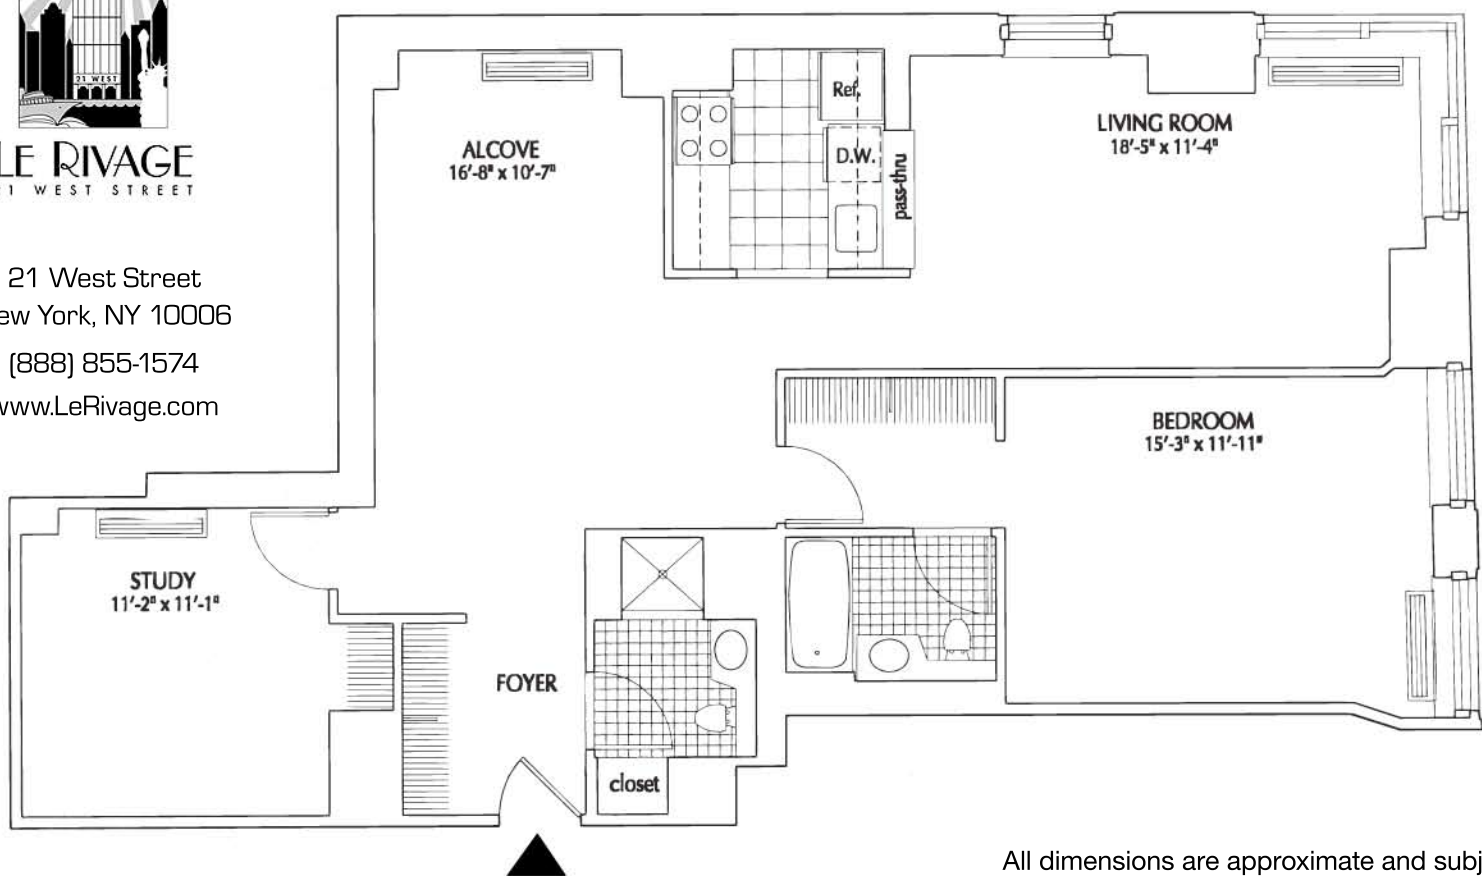 21 WEST
LE RIVAGE
21 WEST STREET
21 West Street
ew York, NY 10006
(888) 855-1574
www.LeRivage.com
ALCOVE
16'-8" x 10'-7"
Ref.
D.W.
pass-thru
LIVING ROOM
18'-5" x 11'-4"
BEDROOM
15'-3" x 11'-11"
STUDY
11'-2" x 11'-1"
FOYER
closet
All dimensions are approximate and subj